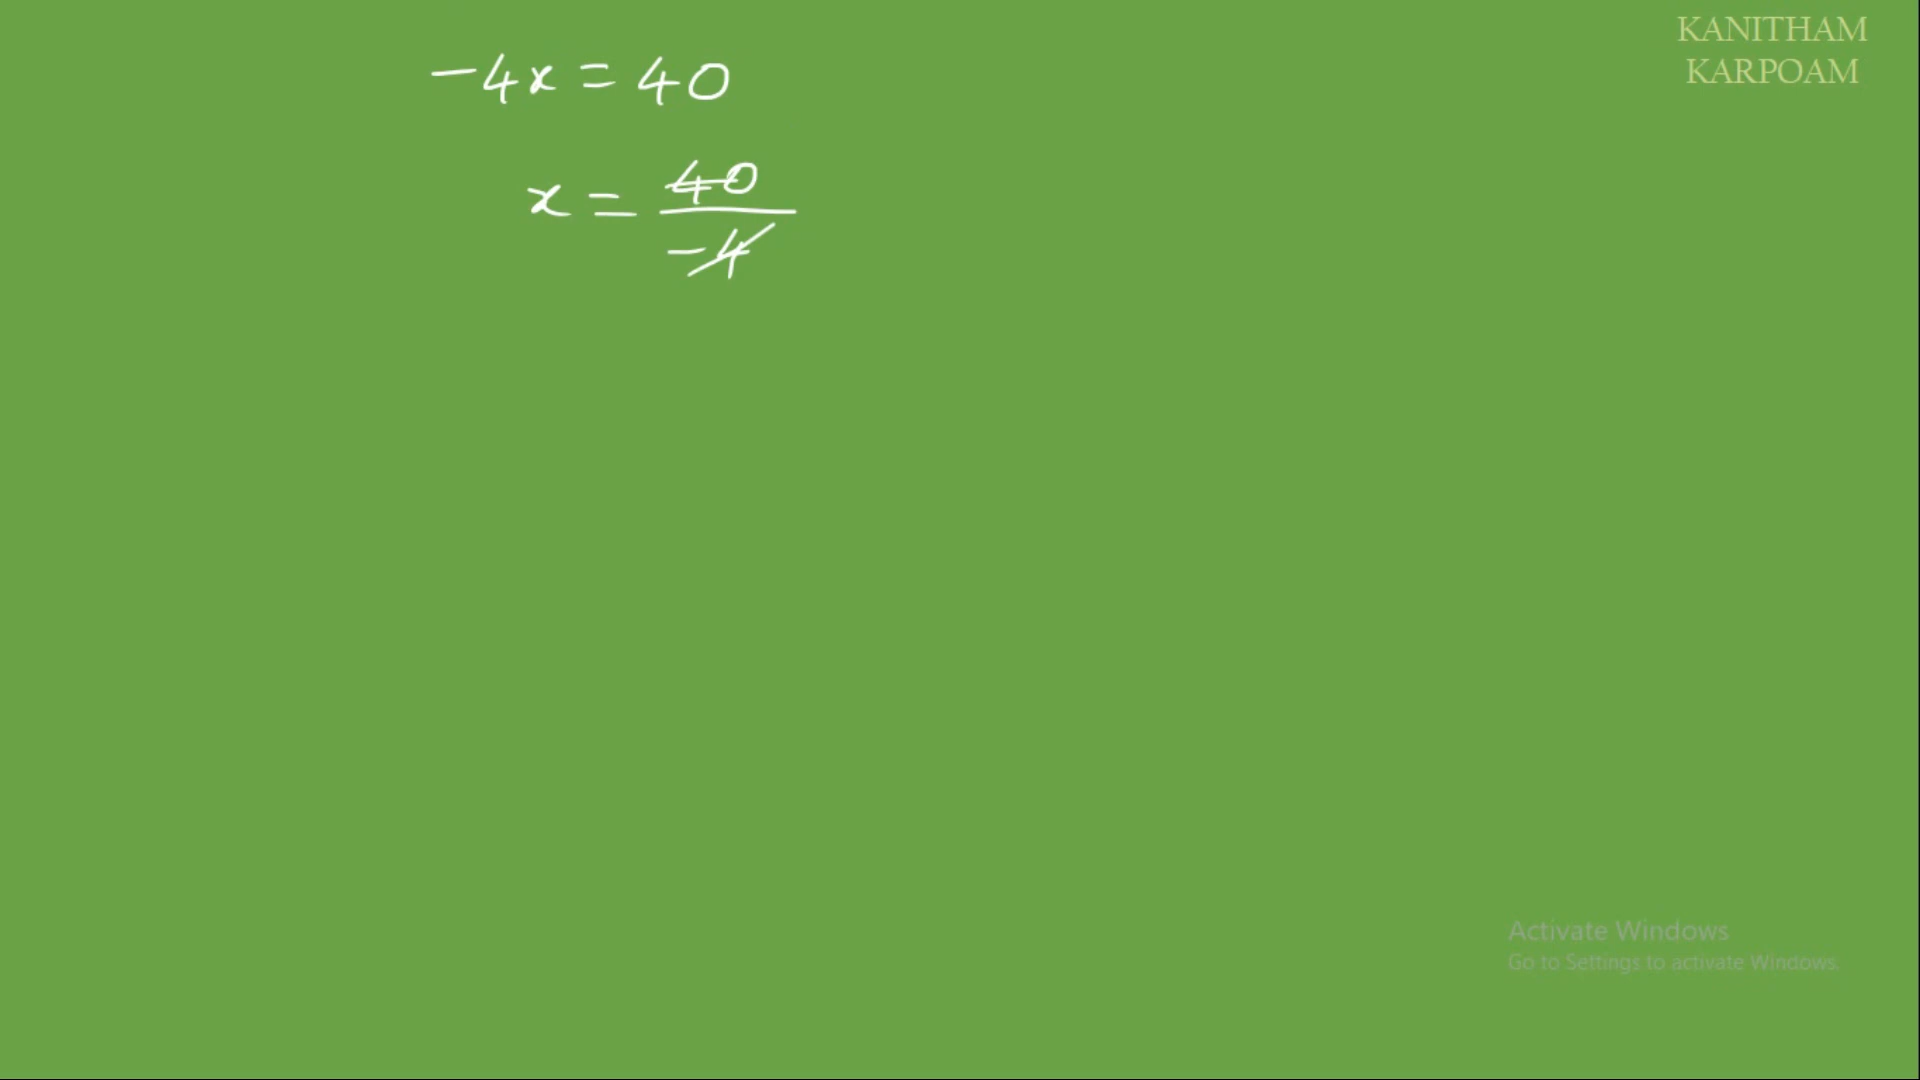 KANITHAM
KARPOAM
-4x = 40
x = 40/-4
Activate Windows
Go to Settings to activate Windows.